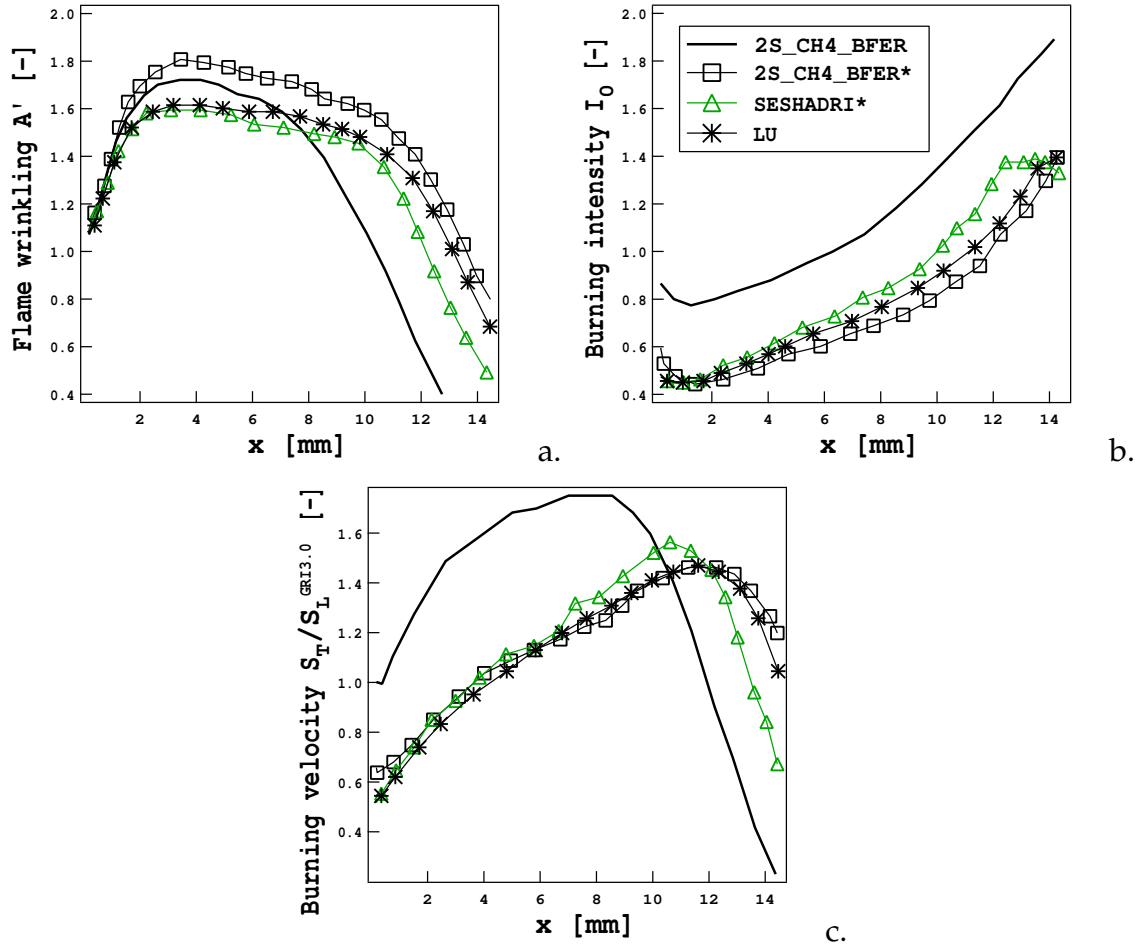 2.0
1.8
1.6
1.4
1.2
1.0
0.8
0.6
0.4
Flame wrinkling A' [-]
2 4 6 8 10 12 14
x [mm]
a.
2.0
1.8
1.6
1.4
1.2
1.0
0.8
0.6
0.4
Burning intensity I_0 [-]
2S_CH4_BFER
2S_CH4_BFER*
SESHADRI*
LU
2 4 6 8 10 12 14
x [mm]
b.
1.6
1.4
1.2
1.0
0.8
0.6
0.4
Burning velocity S_T/S_L^GRI3.0 [-]
2 4 6 8 10 12 14
x [mm]
c.